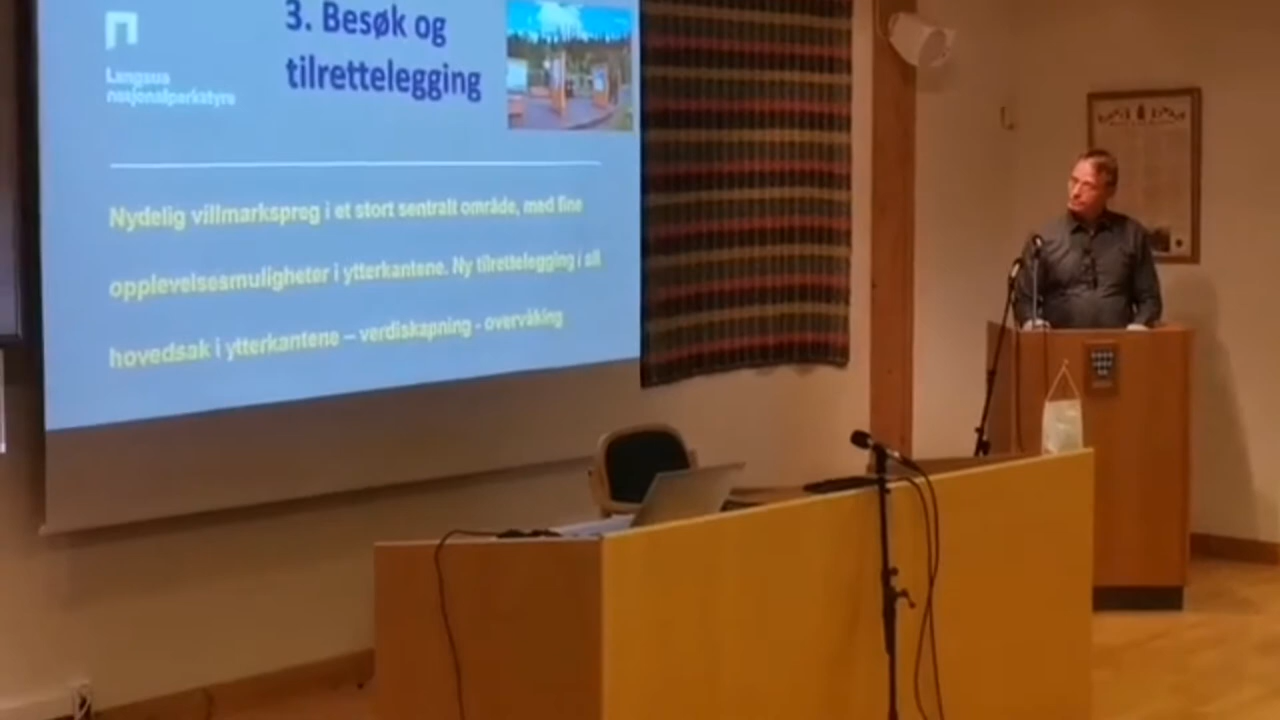 3. Besøk og
tilrettelegging
Langsua
nasjonalparkstyre
Nydelig villmarkspreg i et stort sentralt område, med fine
opplevelsesmuligheter i ytterkantene. Ny tilrettelegging i all
hovedsak i ytterkantene – verdiskapning - overvåking